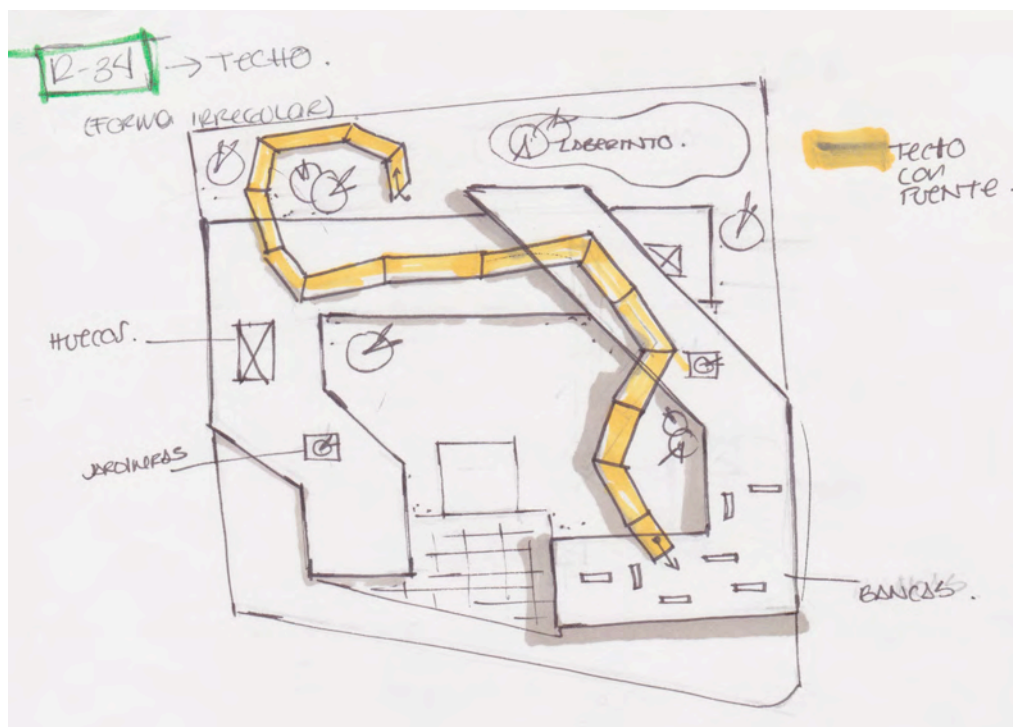 R-34 → TECHO.
(FORMA IRREGULAR)
LABERINTO.
TECHO
CON
PUENTE.
HUECOS.
JARDINERAS
BANCAS.